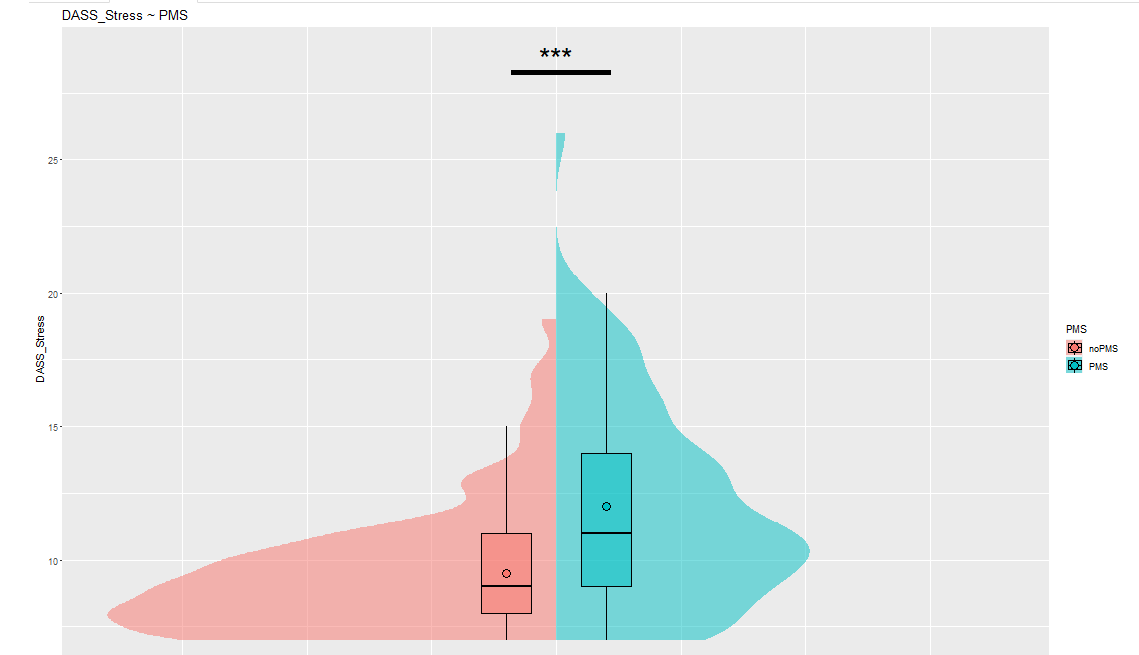 DASS_Stress ~ PMS
***
25
20
15
10
DASS_Stress
PMS
noPMS
PMS